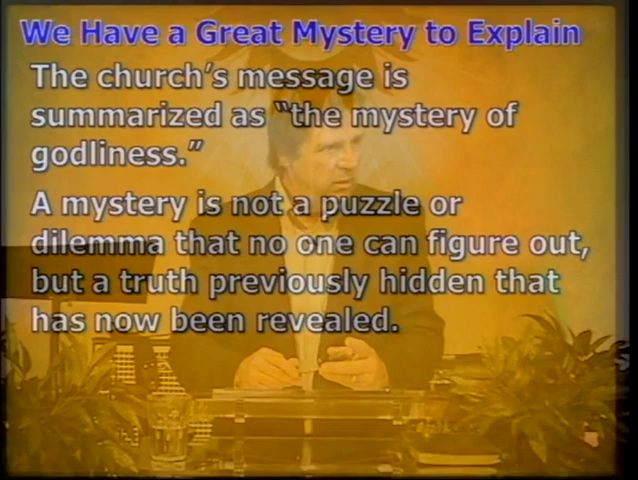 We Have a Great Mystery to Explain
The church's message is
summarized as "the mystery of
godliness."
A mystery is not a puzzle or
dilemma that no one can figure out,
but a truth previously hidden that
has now been revealed.